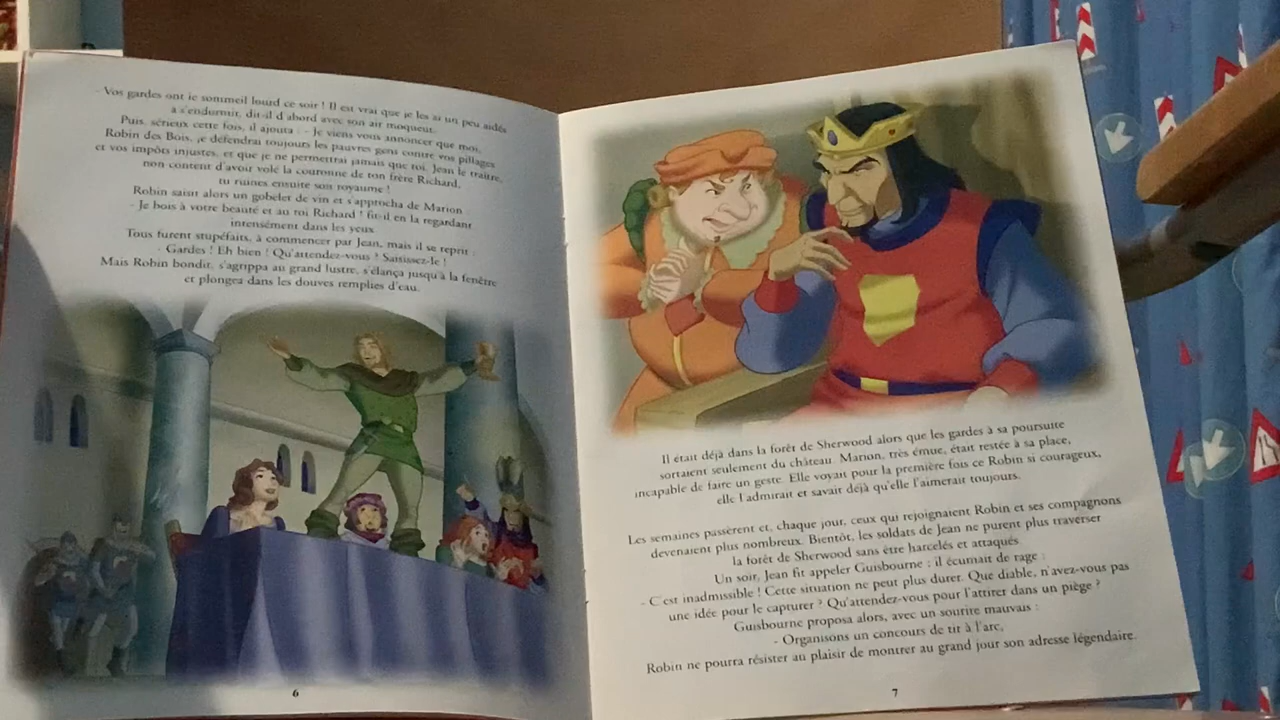 - Vos gardes ont le sommeil lourd ce soir ! Il est vrai que je les ai un peu aidés
à s'endormir, dit-il d'abord avec son air moqueur.
Puis, sérieux cette fois, il ajouta : - Je viens vous annoncer que moi,
Robin des Bois, je défendrai toujours les pauvres gens contre vos pillages
et vos impôts injustes, et que je ne permettrai jamais que roi, Jean le traître,
non content d'avoir volé la couronne de ton frère Richard,
tu ruines ensuite son royaume !
Robin saisit alors un gobelet de vin et s'approcha de Marion :
- Je bois à votre beauté et au roi Richard ! fit-il en la regardant
intensément dans les yeux.
Tous furent stupéfaits, à commencer par Jean, mais il se reprit :
- Gardes ! Eh bien ! Qu'attendez-vous ? Saisissez-le !
Mais Robin bondit, s'agrippa au grand lustre, s'élança jusqu'à la fenêtre
et plongea dans les douves remplies d'eau.
6
Il était déjà dans la forêt de Sherwood alors que les gardes à sa poursuite
sortaient seulement du château. Marion, très émue, était restée à sa place,
incapable de faire un geste. Elle voyait pour la première fois ce Robin si courageux,
elle l'admirait et savait déjà qu'elle l'aimerait toujours.
Les semaines passèrent et, chaque jour, ceux qui rejoignaient Robin et ses compagnons
devenaient plus nombreux. Bientôt, les soldats de Jean ne purent plus traverser
la forêt de Sherwood sans être harcelés et attaqués.
Un soir, Jean fit appeler Guisbourne ; il écumait de rage :
- C'est inadmissible ! Cette situation ne peut plus durer. Que diable, n'avez-vous pas
une idée pour le capturer ? Qu'attendez-vous pour l'attirer dans un piège ?
Guisbourne proposa alors, avec un sourire mauvais :
- Organisons un concours de tir à l'arc,
Robin ne pourra résister au plaisir de montrer au grand jour son adresse légendaire.
7